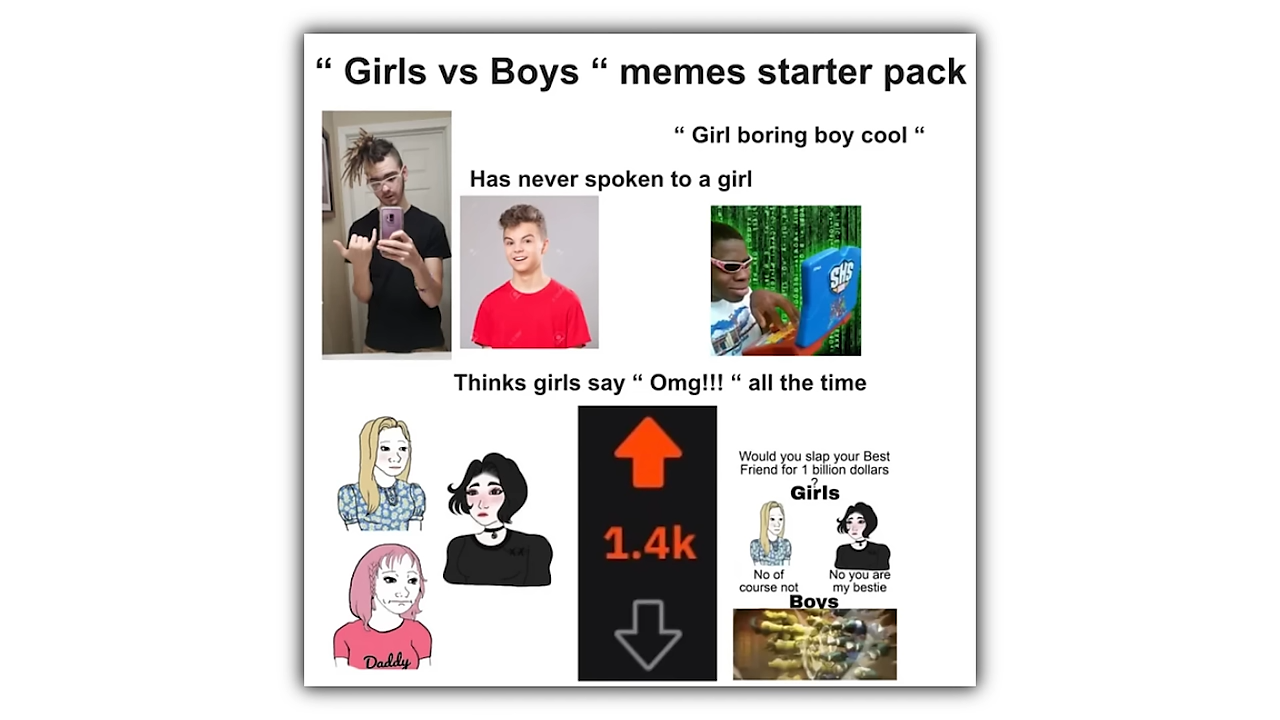 “ Girls vs Boys “ memes starter pack
“ Girl boring boy cool “
Has never spoken to a girl
SHS
Thinks girls say “ Omg!!! “ all the time
Daddy
1.4k
Would you slap your Best
Friend for 1 billion dollars
?
Girls
No of
course not
No you are
my bestie
Boys